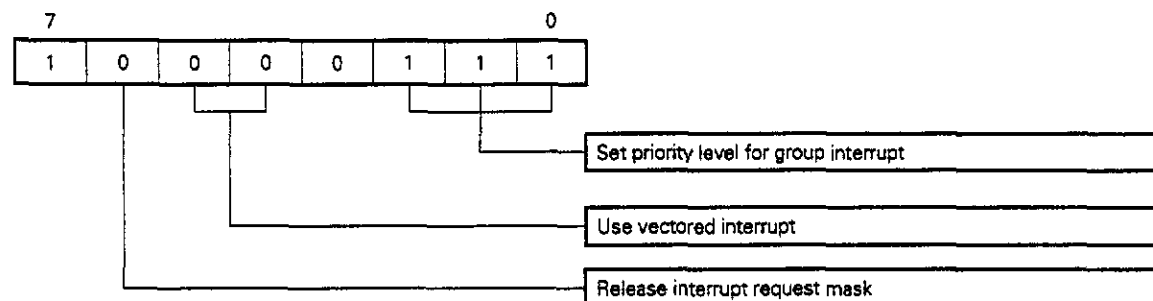 7 0
1 0 0 0 0 1 1 1
Set priority level for group interrupt
Use vectored interrupt
Release interrupt request mask